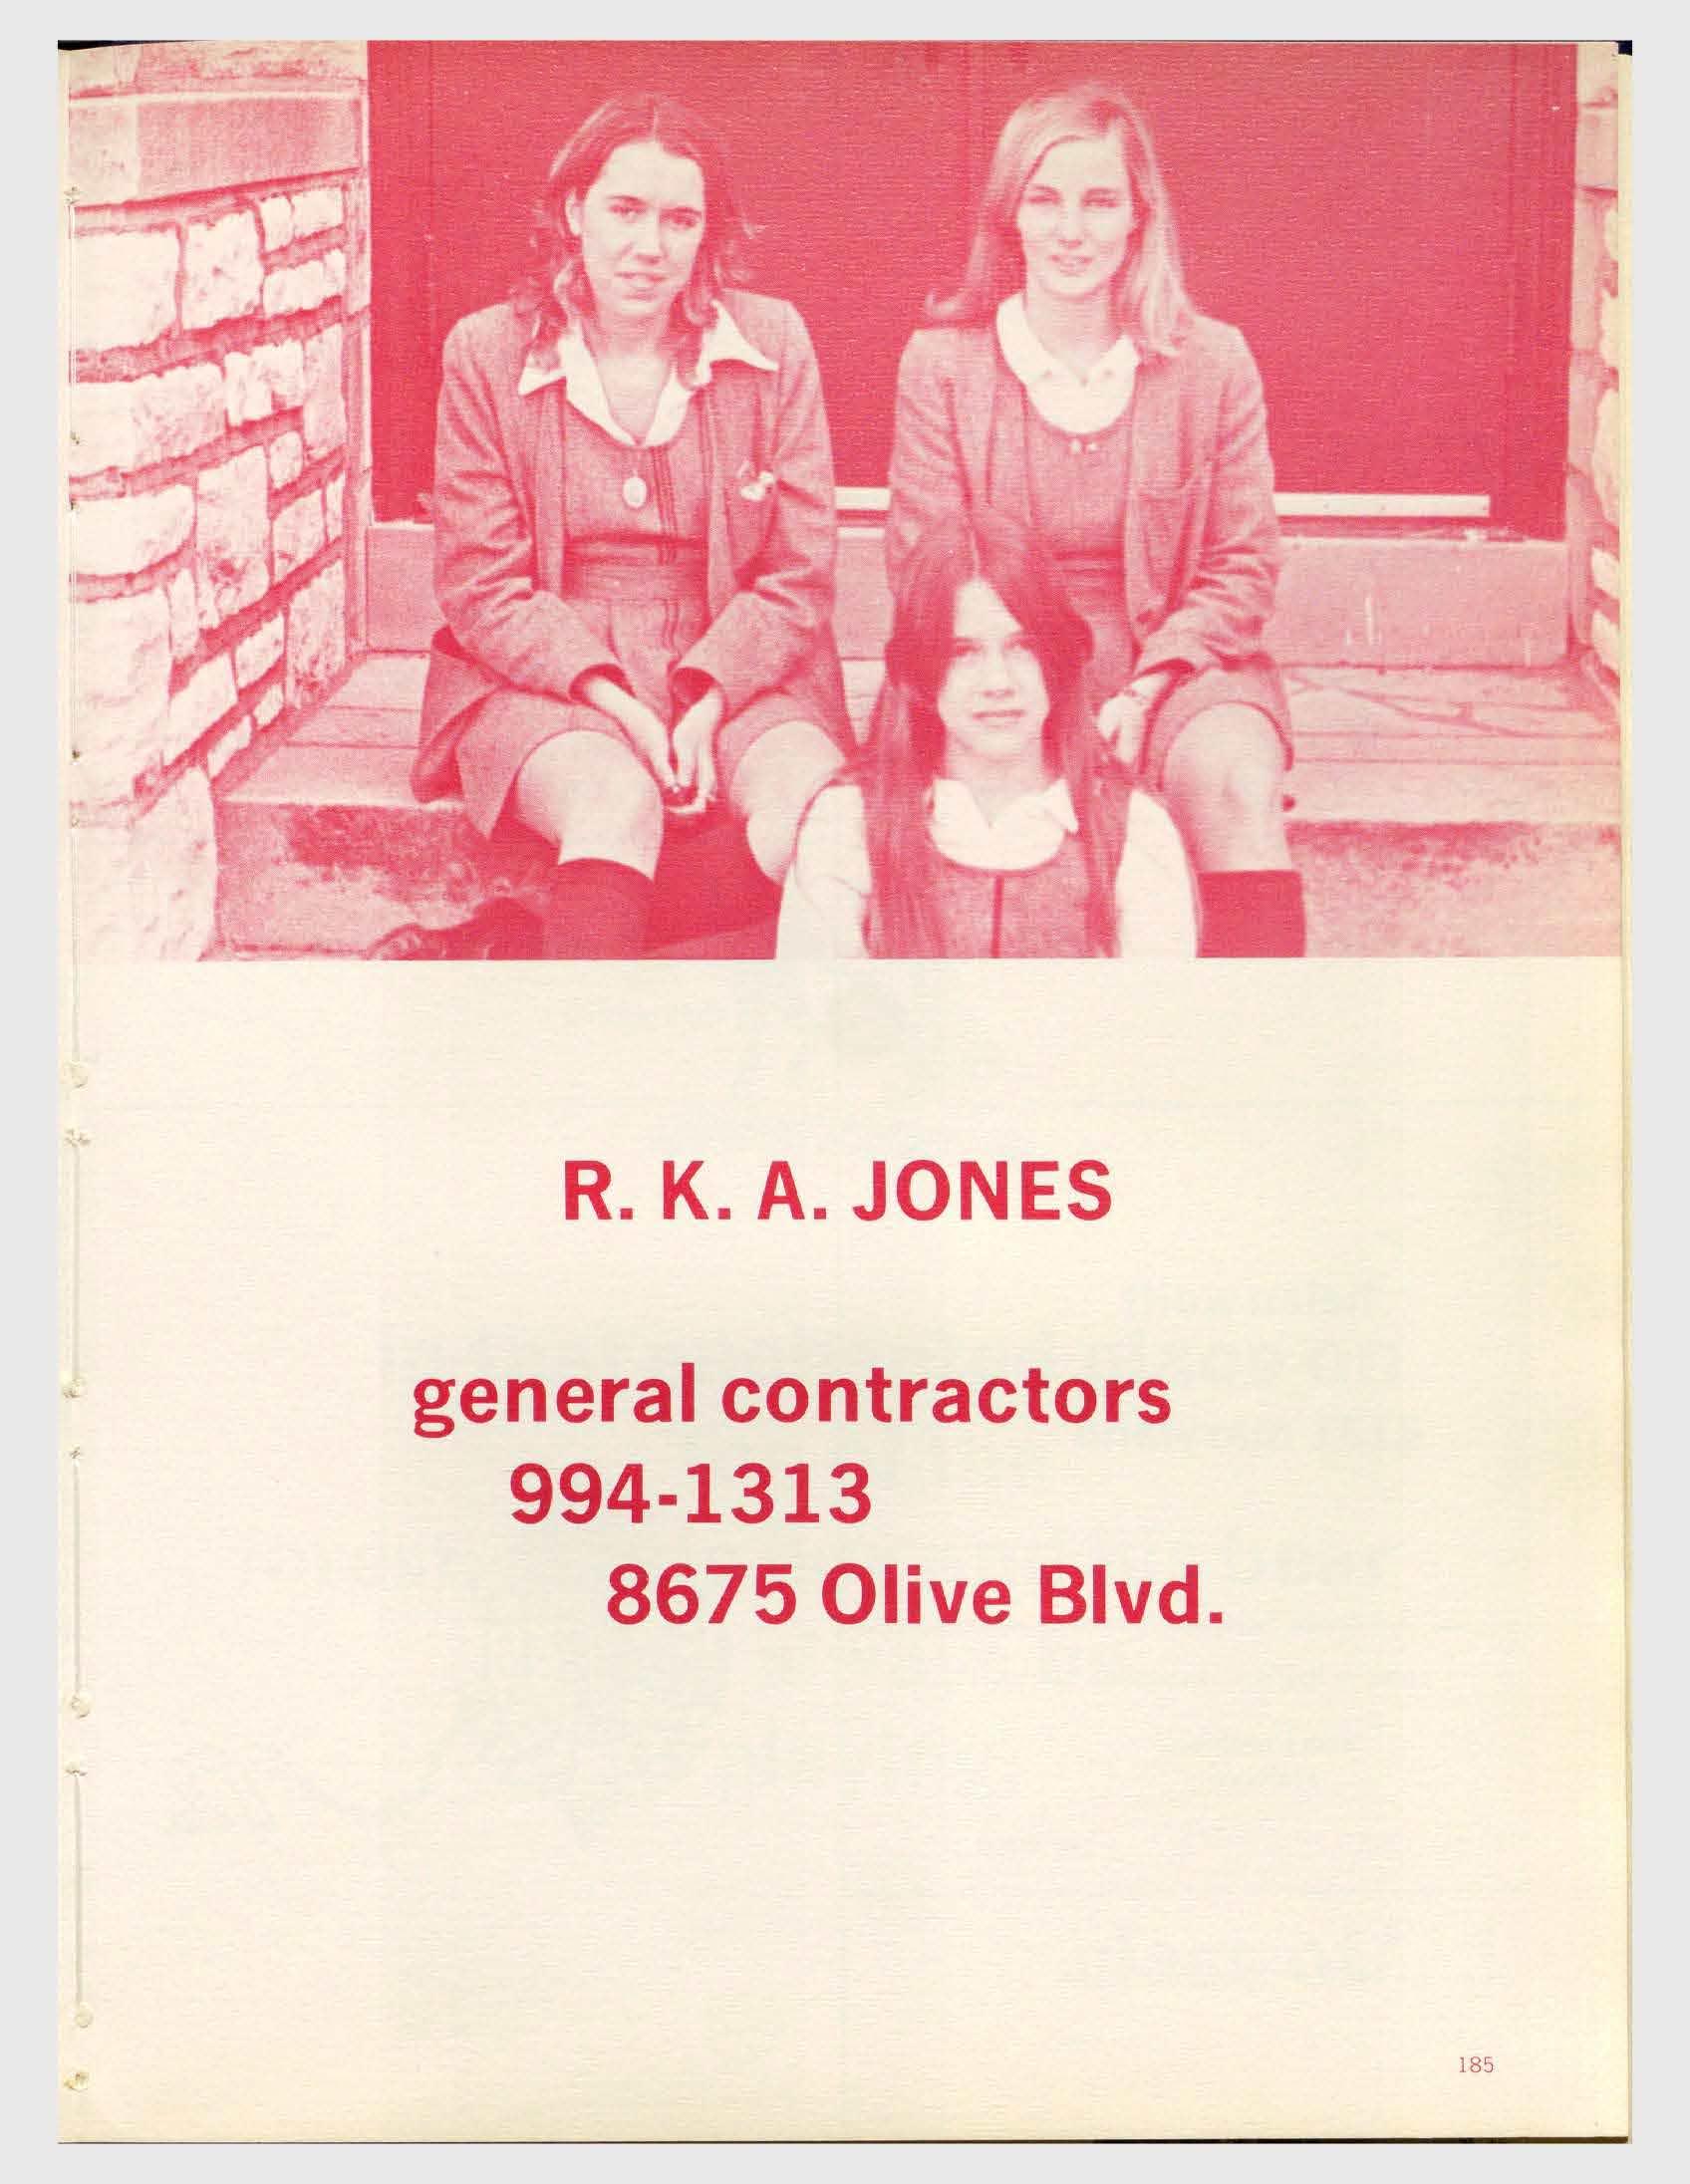 R. K. A. JONES
general contractors
994-1313
8675 Olive Blvd.
185